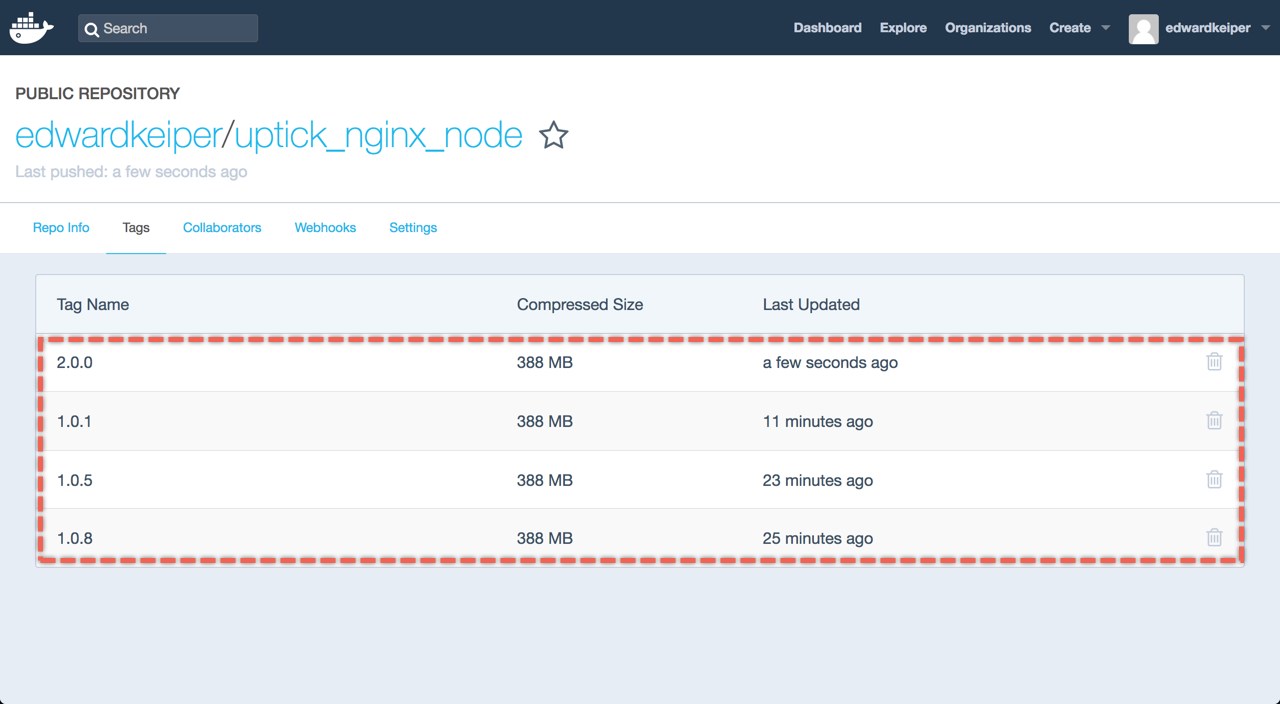 Search Dashboard Explore Organizations Create edwardkeiper
PUBLIC REPOSITORY
edwardkeiper/uptick_nginx_node
Last pushed: a few seconds ago
Repo Info Tags Collaborators Webhooks Settings
Tag Name Compressed Size Last Updated
2.0.0 388 MB a few seconds ago
1.0.1 388 MB 11 minutes ago
1.0.5 388 MB 23 minutes ago
1.0.8 388 MB 25 minutes ago